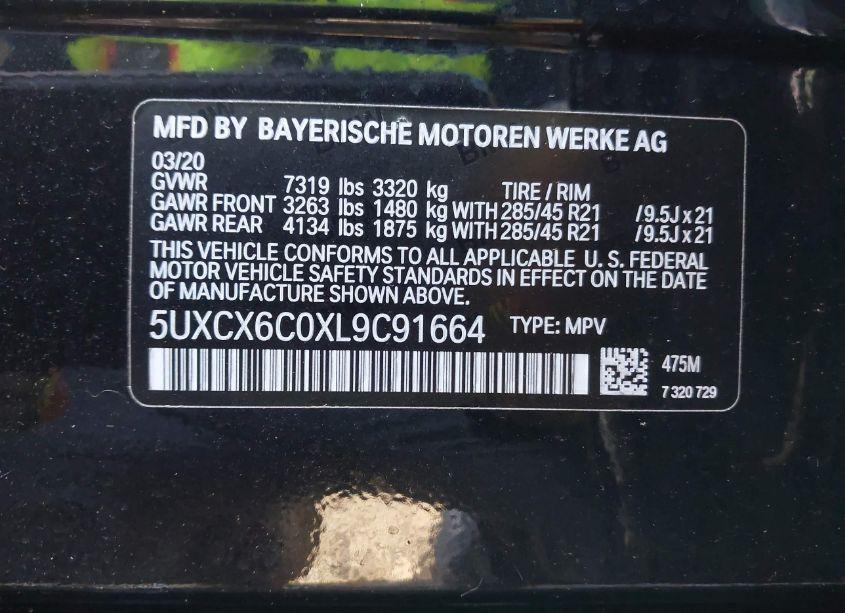 MFD BY BAYERISCHE MOTOREN WERKE AG
03/20
GVWR 7319 lbs 3320 kg TIRE / RIM
GAWR FRONT 3263 lbs 1480 kg WITH 285/45 R21 /9.5J x 21
GAWR REAR 4134 lbs 1875 kg WITH 285/45 R21 /9.5J x 21
THIS VEHICLE CONFORMS TO ALL APPLICABLE U. S. FEDERAL
MOTOR VEHICLE SAFETY STANDARDS IN EFFECT ON THE DATE
OF MANUFACTURE SHOWN ABOVE.
5UXCX6C0XL9C91664 TYPE: MPV
475M
7 320 729